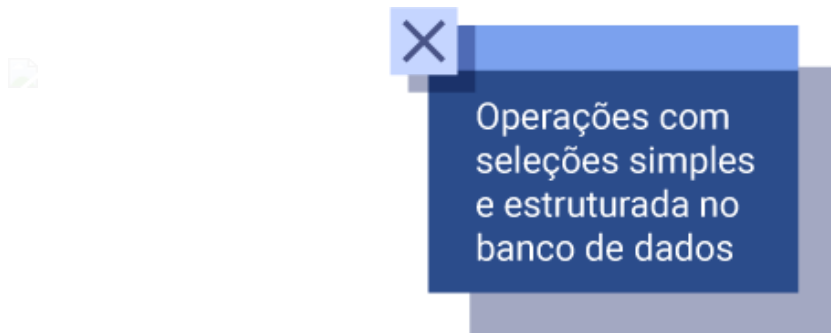 Operações com
seleções simples
e estruturada no
banco de dados